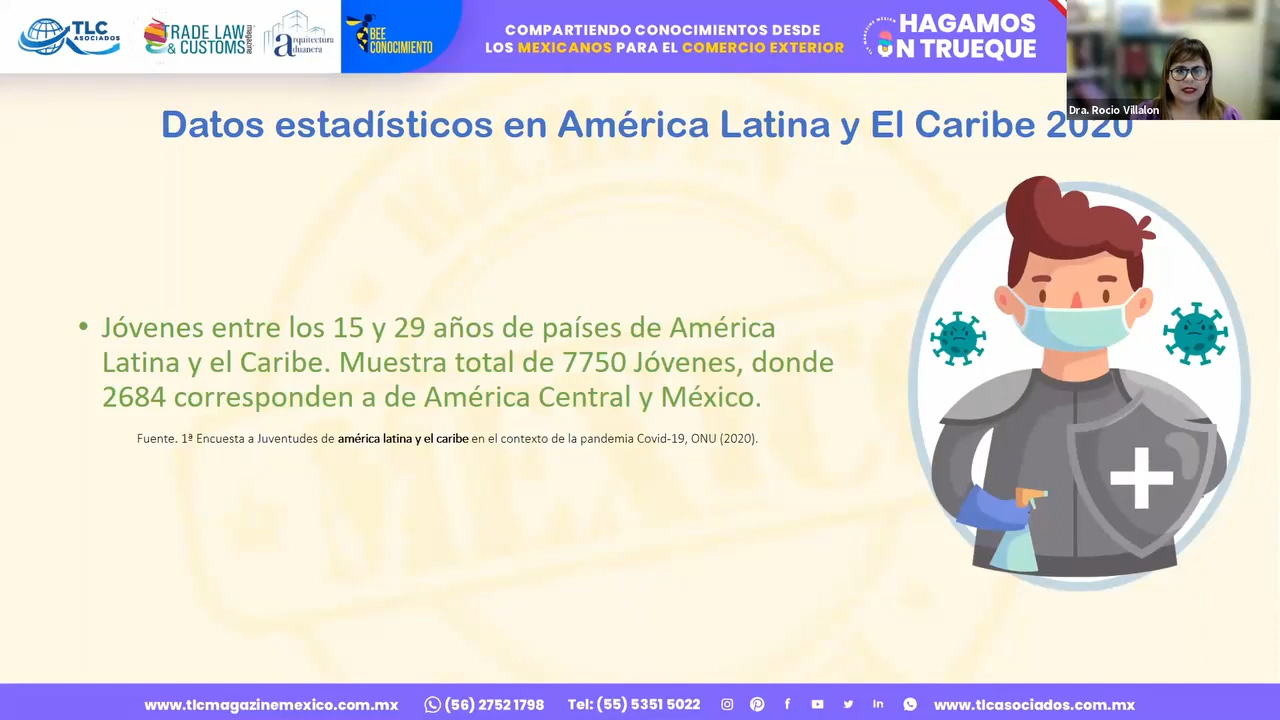 TLC
ASOCIADOS
TRADE LAW
& CUSTOMS
magazine
arquitectura
aduanera
BEE
CONOCIMIENTO
COMPARTIENDO CONOCIMIENTOS DESDE
LOS MEXICANOS PARA EL COMERCIO EXTERIOR
HAGAMOS
UN TRUEQUE
Dra. Rocio Villalon
Datos estadísticos en América Latina y El Caribe 2020
• Jóvenes entre los 15 y 29 años de países de América
Latina y el Caribe. Muestra total de 7750 Jóvenes, donde
2684 corresponden a de América Central y México.
Fuente. 1ª Encuesta a Juventudes de américa latina y el caribe en el contexto de la pandemia Covid-19, ONU (2020).
www.tlcmagazinemexico.com.mx
(56) 2752 1798
Tel: (55) 5351 5022
www.tlcasociados.com.mx